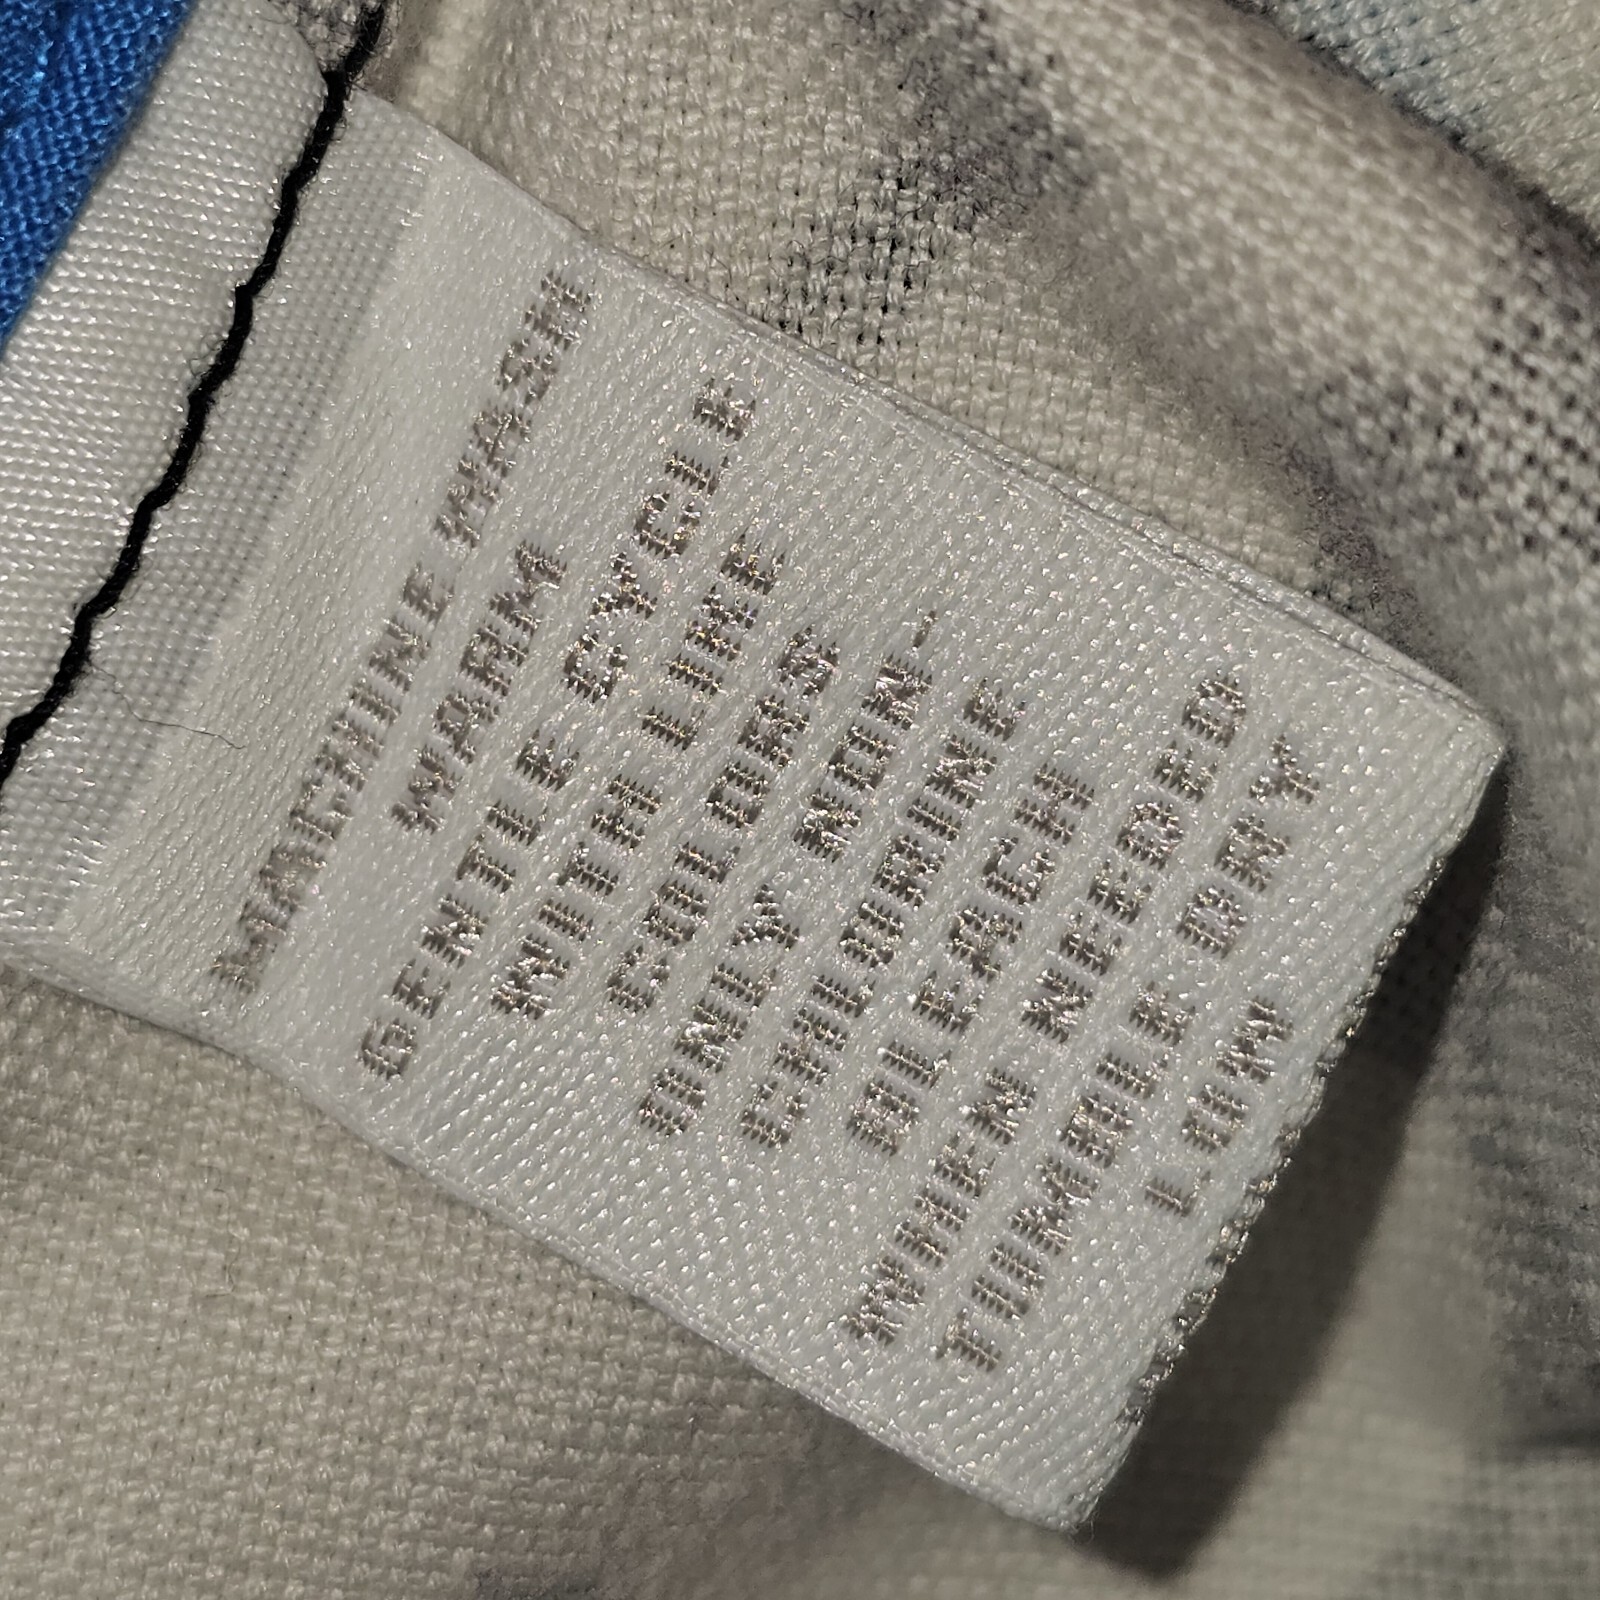 MACHINE WASH
WARM
GENTLE CYCLE
WITH LIKE
COLORS
ONLY NON-
CHLORINE
BLEACH
WHEN NEEDED
TUMBLE DRY
LOW